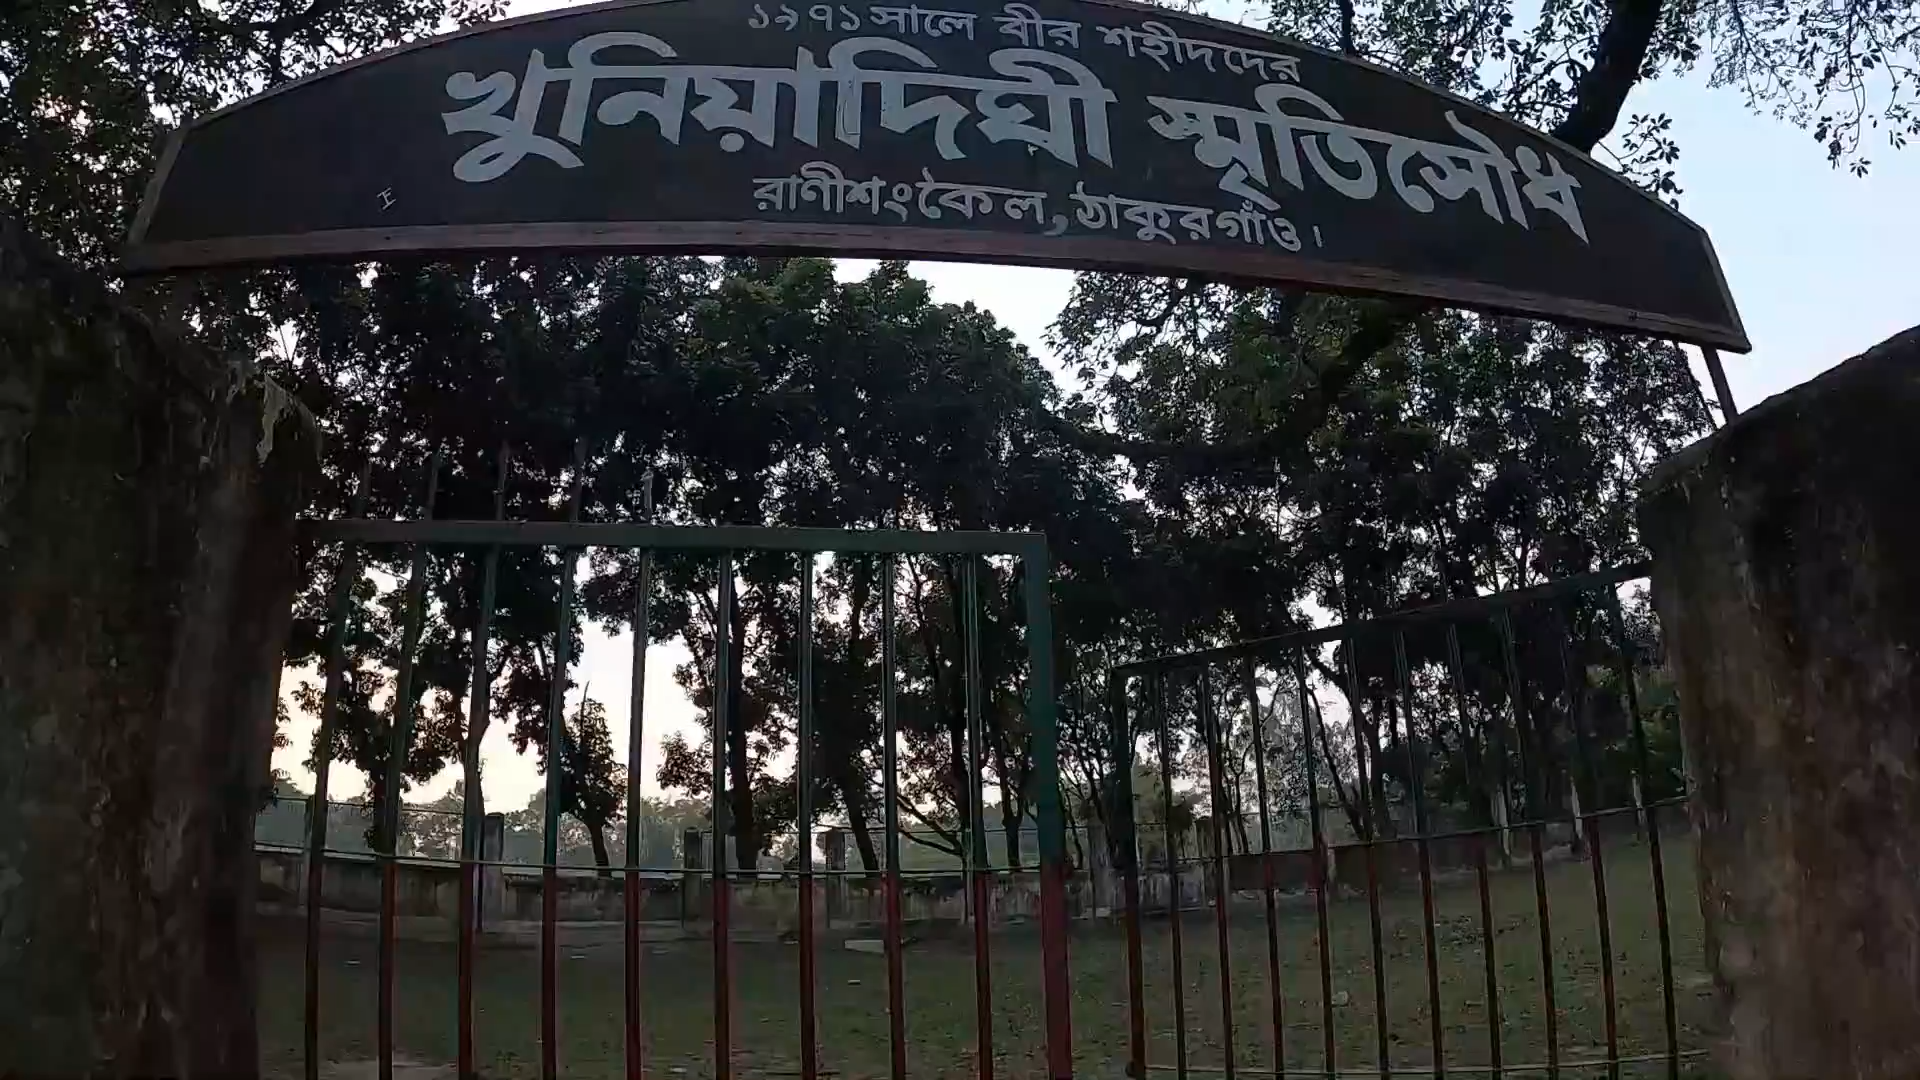 ১৯৭১ সালে বীর শহীদদের
খুনিয়াদিঘী স্মৃতিসৌধ
রাণীশংকৈল, ঠাকুরগাঁও।